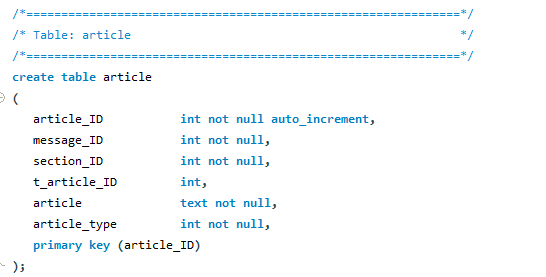 /*==============================================================*/
/* Table: article                                               */
/*==============================================================*/
create table article
(
   article_ID           int not null auto_increment,
   message_ID           int not null,
   section_ID           int not null,
   t_article_ID         int,
   article              text not null,
   article_type         int not null,
   primary key (article_ID)
);